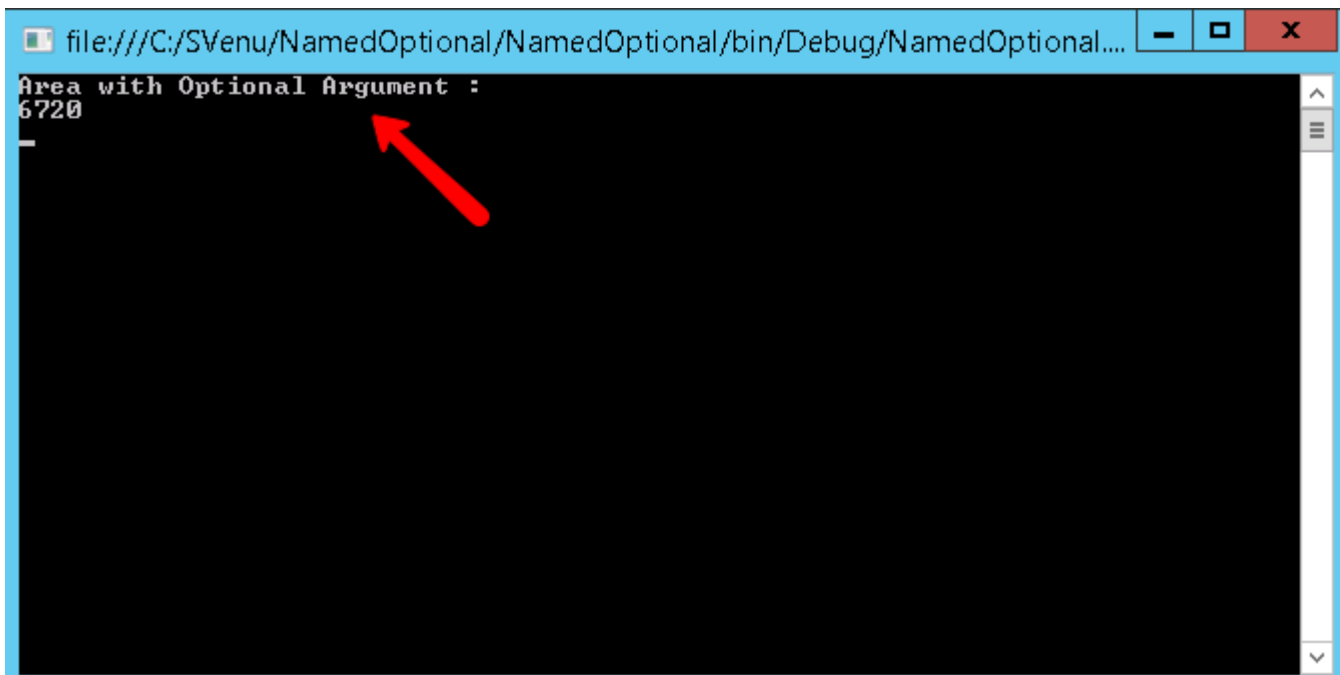 file:///C:/SVenu/NamedOptional/NamedOptional/bin/Debug/NamedOptional....
Area with Optional Argument :
6720